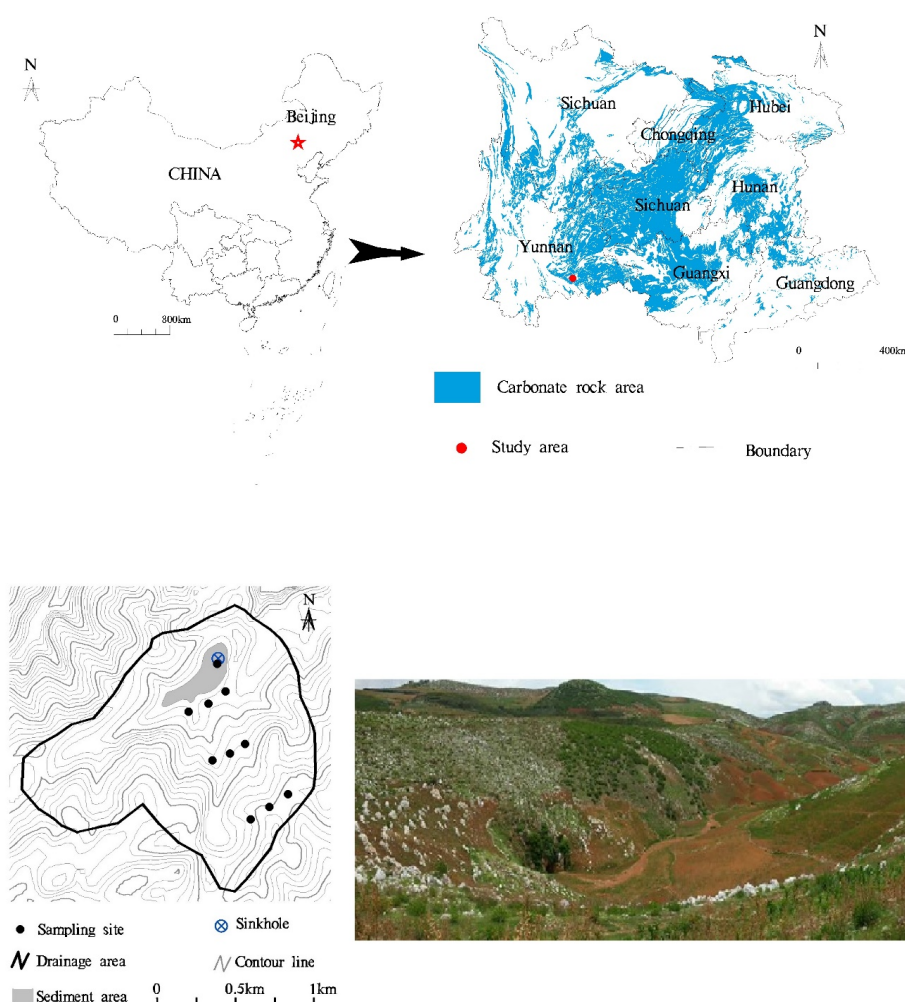 N
Beijing
CHINA
0 800km
N
Sichuan
Hubei
Chongqing
Hunan
Sichuan
Yunnan
Guangxi
Guangdong
0 400km
Carbonate rock area
Study area
Boundary
N
Sampling site
Sinkhole
Drainage area
Contour line
Sediment area
0 0.5km 1km